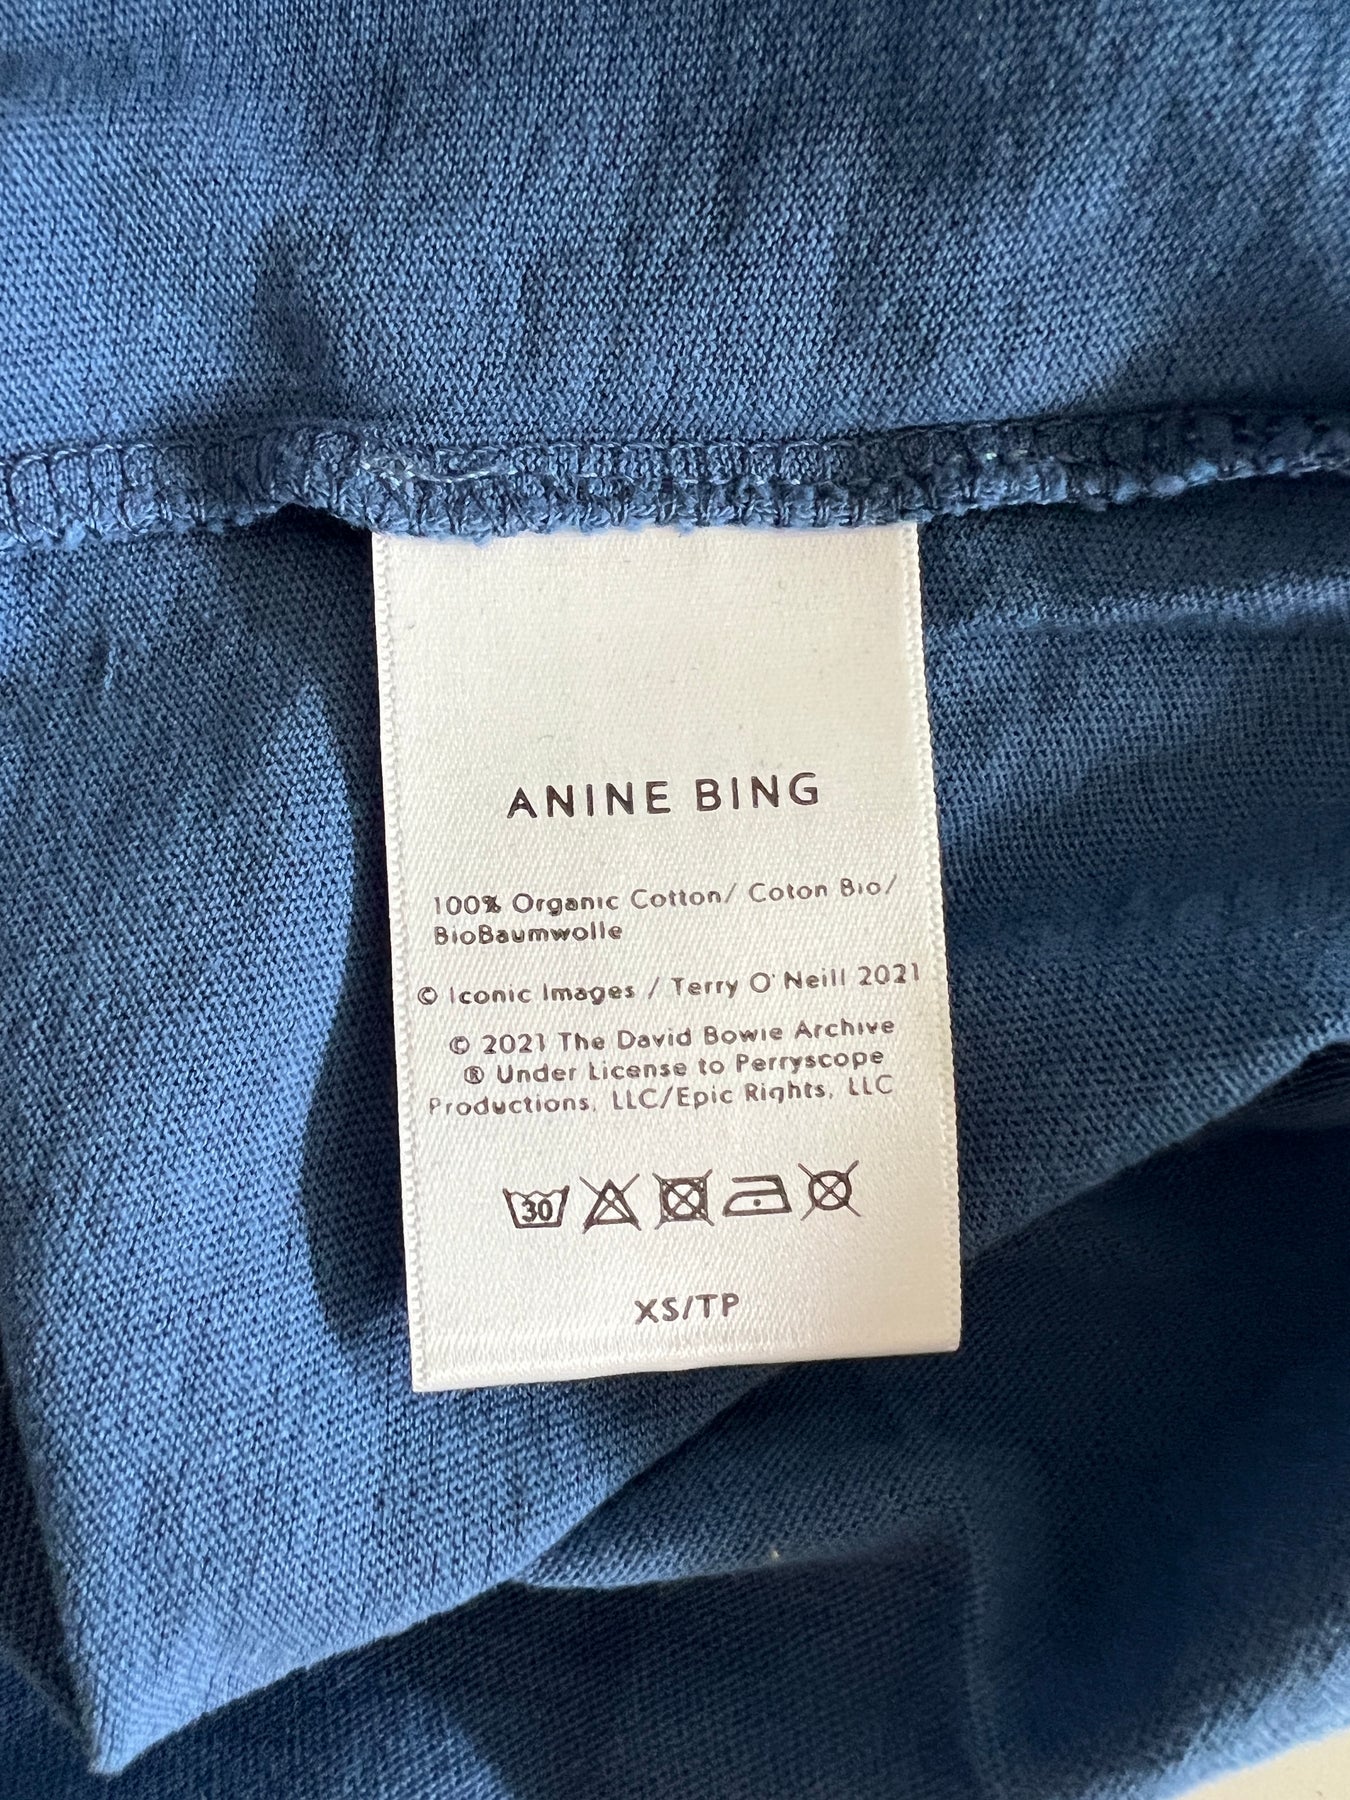 ANINE BING
100% Organic Cotton/ Coton Bio/
BioBaumwolle
© Iconic Images / Terry O'Neill 2021
© 2021 The David Bowie Archive
® Under License to Perryscope
Productions, LLC/Epic Rights, LLC
30
XS/TP